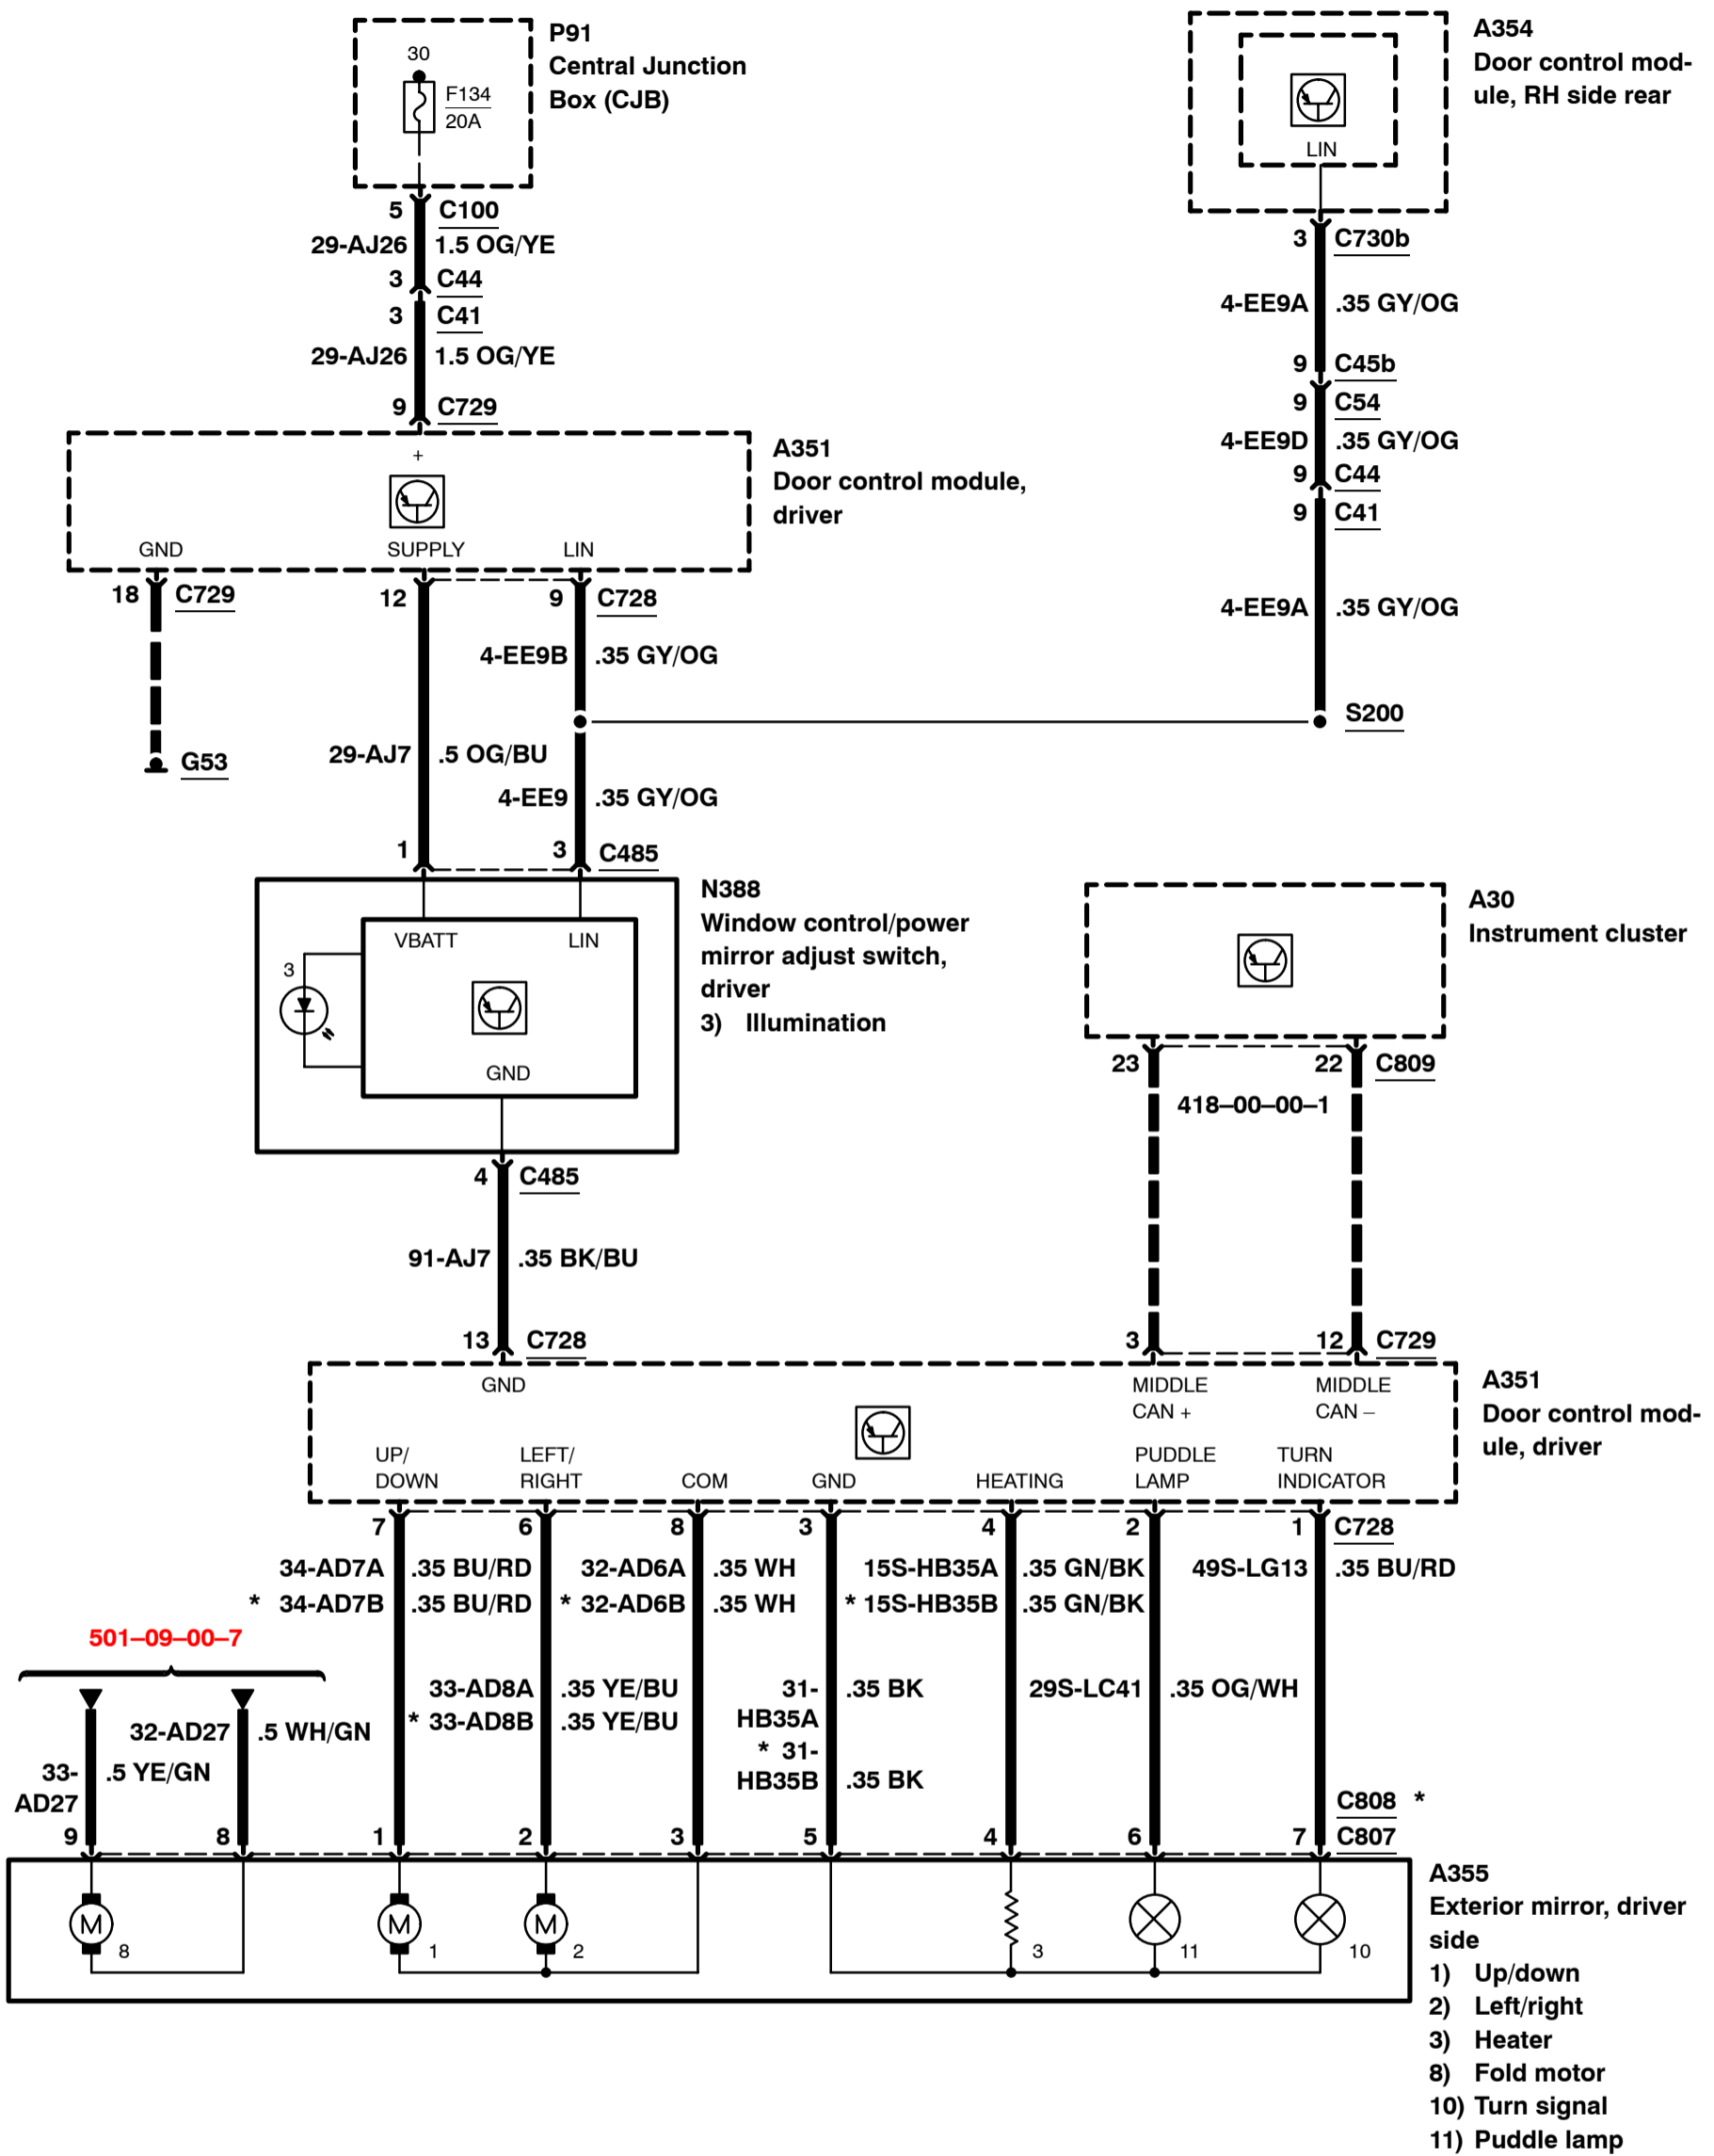 P91
Central Junction
Box (CJB)
30
F134
20A
5 C100
29-AJ26 1.5 OG/YE
3 C44
3 C41
29-AJ26 1.5 OG/YE
9 C729
A354
Door control mod-
ule, RH side rear
LIN
3 C730b
4-EE9A .35 GY/OG
9 C45b
9 C54
4-EE9D .35 GY/OG
9 C44
9 C41
4-EE9A .35 GY/OG
S200
A351
Door control module,
driver
+
GND SUPPLY LIN
18 C729 12 9 C728
4-EE9B .35 GY/OG
G53
29-AJ7 .5 OG/BU
4-EE9 .35 GY/OG
1 3 C485
N388
Window control/power
mirror adjust switch,
driver
3) Illumination
VBATT LIN
3
GND
4 C485
91-AJ7 .35 BK/BU
13 C728
A30
Instrument cluster
23 22 C809
418–00–00–1
3 12 C729
A351
Door control mod-
ule, driver
GND MIDDLE MIDDLE
CAN + CAN –
UP/ LEFT/ PUDDLE TURN
DOWN RIGHT COM GND HEATING LAMP INDICATOR
7 6 8 3 4 2 1 C728
34-AD7A .35 BU/RD 32-AD6A .35 WH 15S-HB35A .35 GN/BK 49S-LG13 .35 BU/RD
* 34-AD7B .35 BU/RD * 32-AD6B .35 WH * 15S-HB35B .35 GN/BK
501–09–00–7
33-AD8A .35 YE/BU 31- .35 BK 29S-LC41 .35 OG/WH
* 33-AD8B .35 YE/BU HB35A
32-AD27 .5 WH/GN * 31-
33- .5 YE/GN HB35B .35 BK
AD27 C808 *
9 8 1 2 3 5 4 6 7 C807
A355
Exterior mirror, driver
side
M M M
8 1 2 3 11 10
1) Up/down
2) Left/right
3) Heater
8) Fold motor
10) Turn signal
11) Puddle lamp